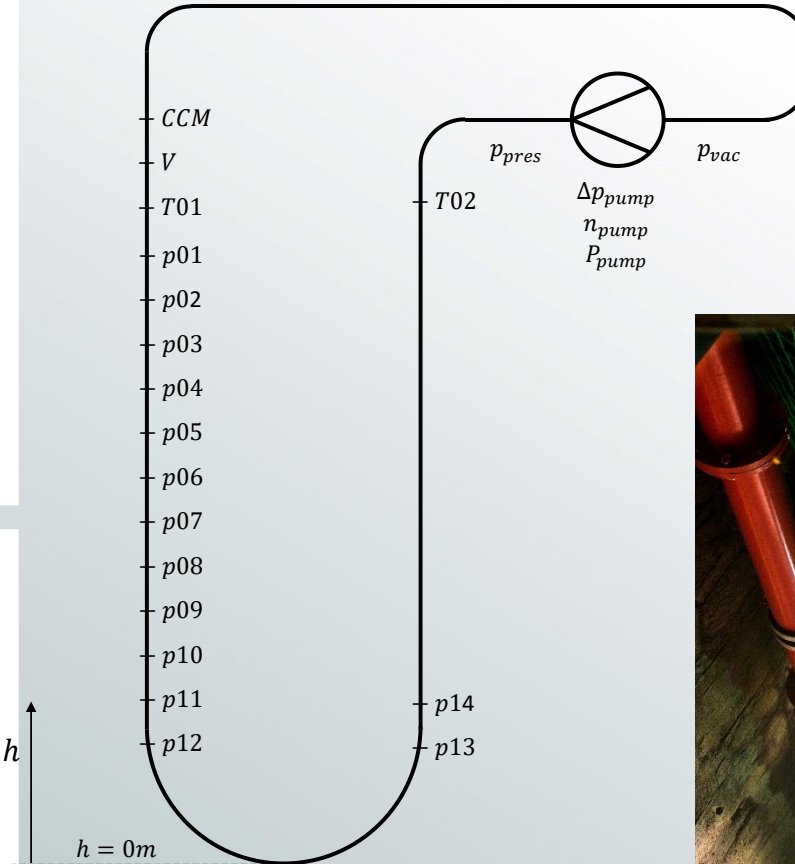 CCM
V
T01
p01
p02
p03
p04
p05
p06
p07
p08
p09
p10
p11
p12
h
h = 0m
p_pres
p_vac
Δp_pump
n_pump
P_pump
T02
p14
p13